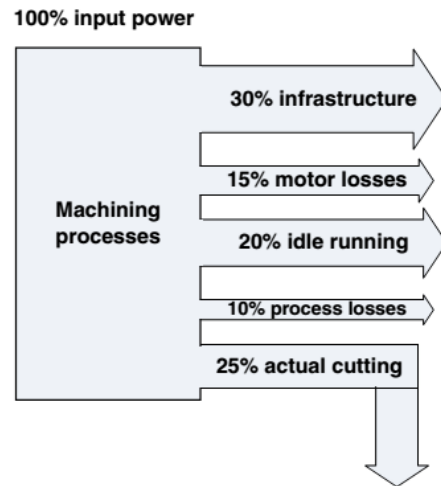 100% input power
30% infrastructure
15% motor losses
Machining
processes
20% idle running
10% process losses
25% actual cutting